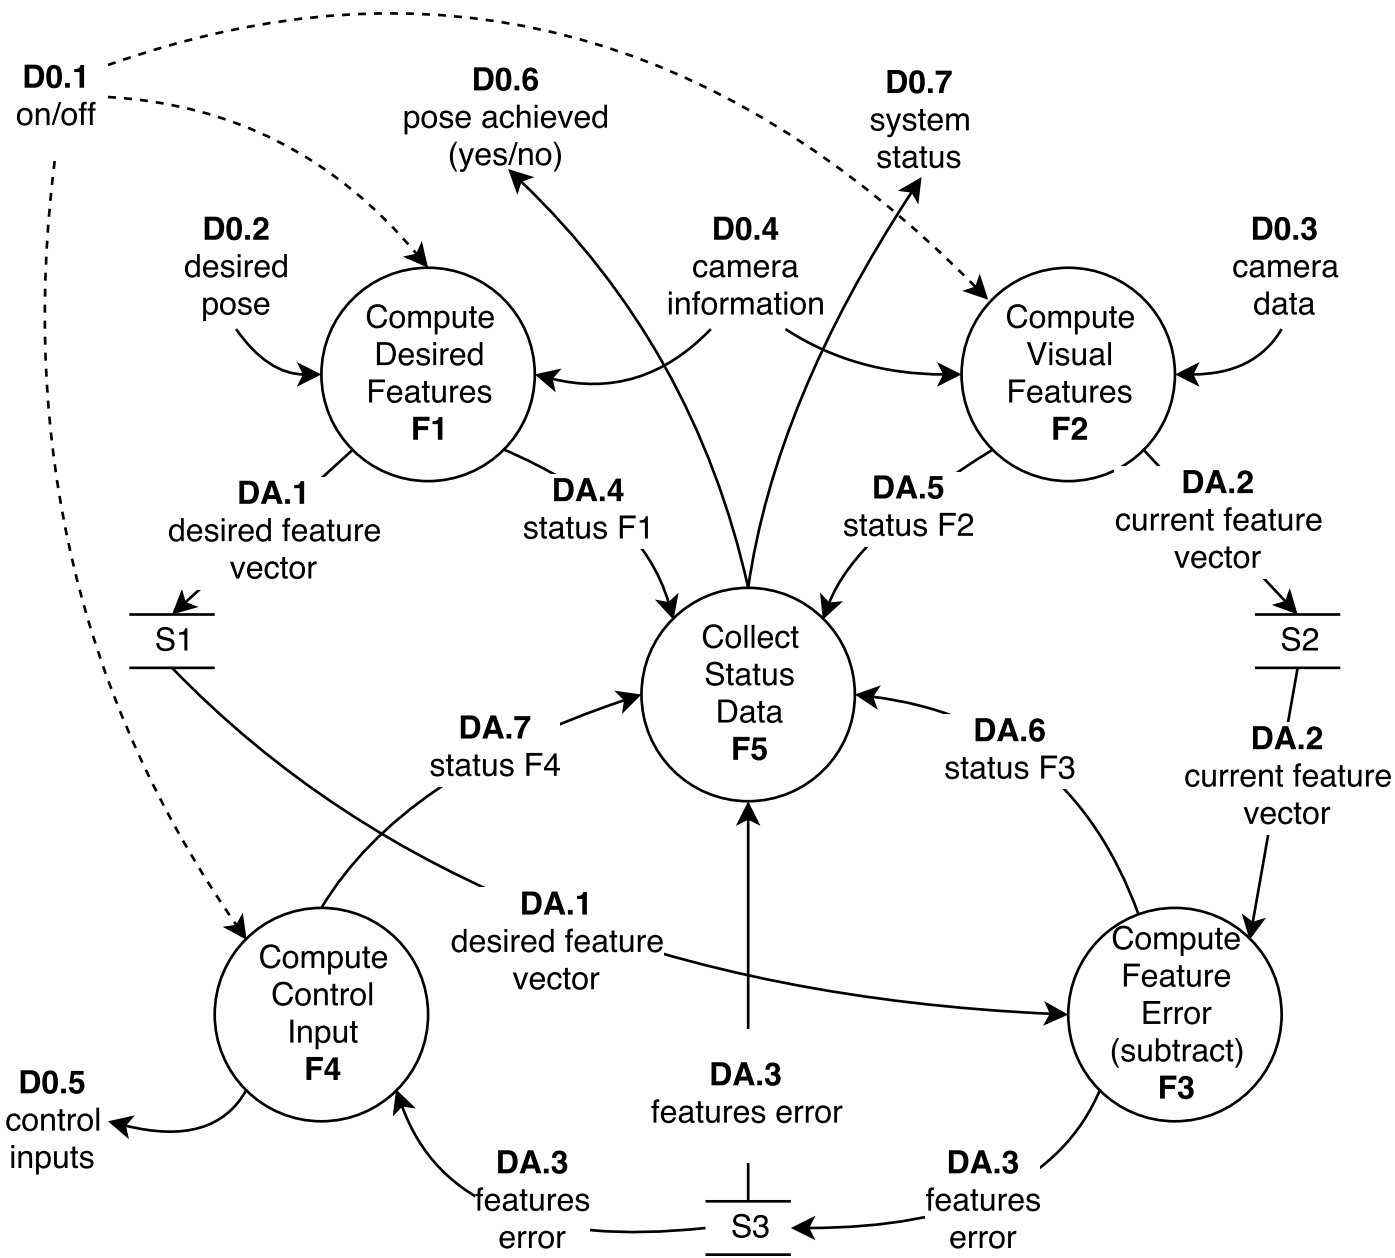 D0.1
on/off
D0.6
pose achieved
(yes/no)
D0.7
system
status
D0.2
desired
pose
D0.4
camera
information
D0.3
camera
data
Compute
Desired
Features
F1
Compute
Visual
Features
F2
DA.1
desired feature
vector
DA.4
status F1
DA.5
status F2
DA.2
current feature
vector
S1
Collect
Status
Data
F5
S2
DA.7
status F4
DA.6
status F3
DA.2
current feature
vector
DA.1
desired feature
vector
Compute
Control
Input
F4
Compute
Feature
Error
(subtract)
F3
D0.5
control
inputs
DA.3
features error
DA.3
features
error
S3
DA.3
features
error